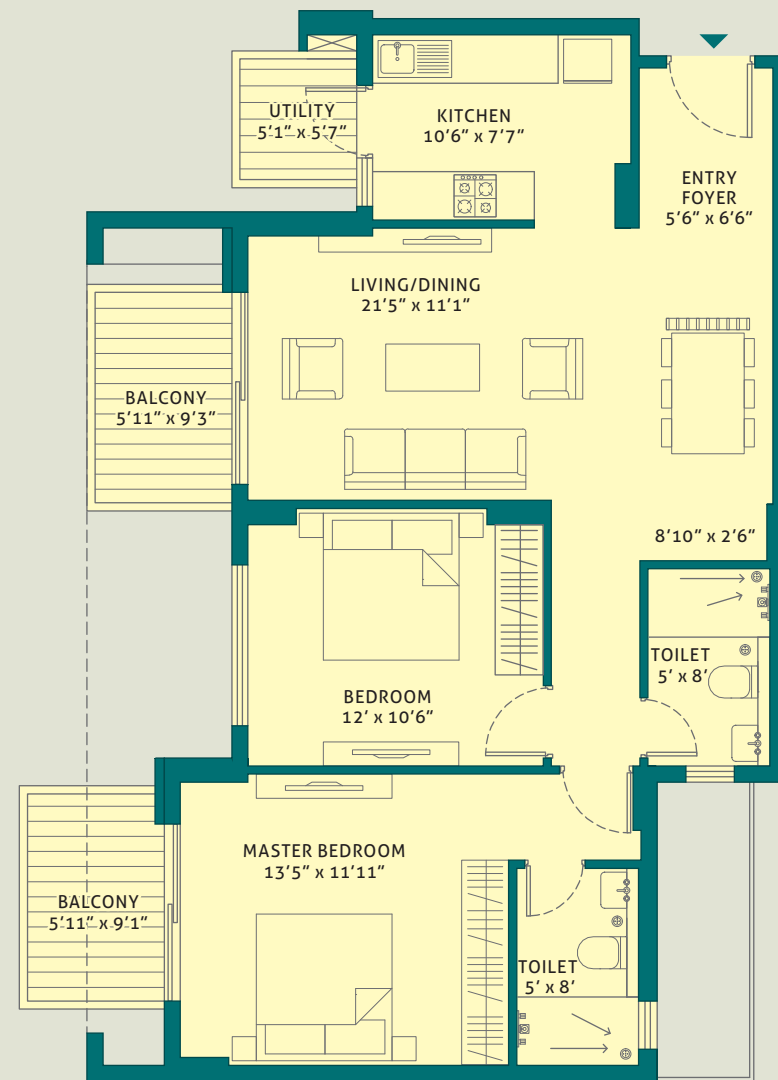 UTILITY
5'1" x 5'7"
KITCHEN
10'6" x 7'7"
ENTRY
FOYER
5'6" x 6'6"
LIVING/DINING
21'5" x 11'1"
BALCONY
5'11" x 9'3"
8'10" x 2'6"
TOILET
5' x 8'
BEDROOM
12' x 10'6"
MASTER BEDROOM
13'5" x 11'11"
BALCONY
5'11" x 9'1"
TOILET
5' x 8'